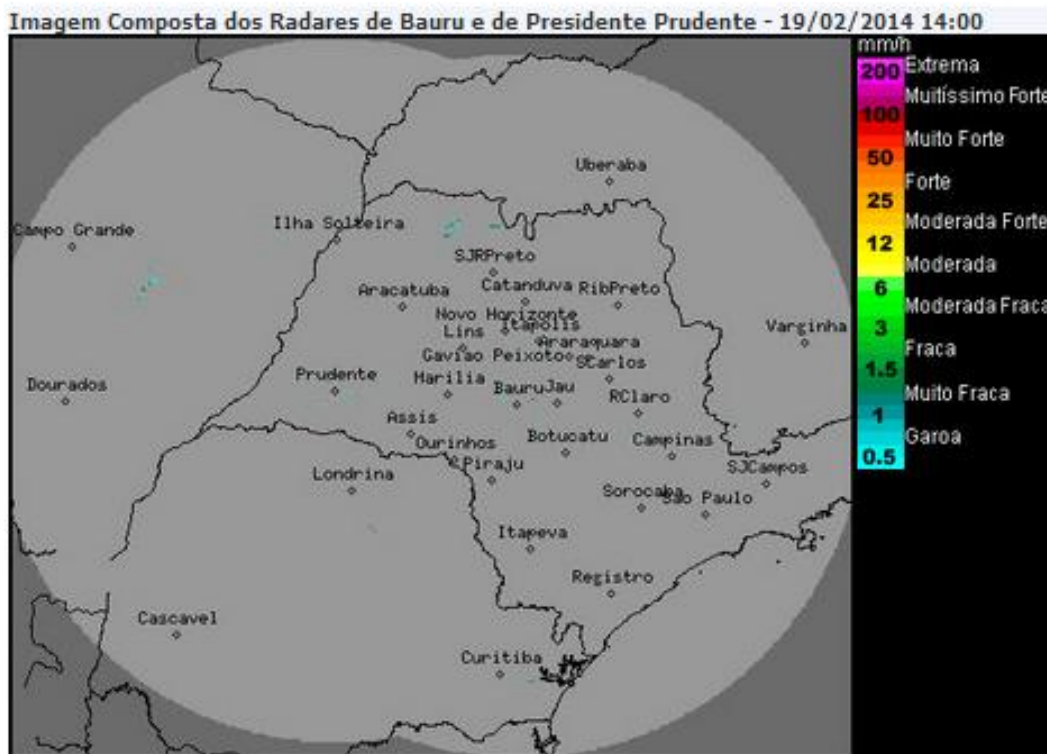 Imagem Composta dos Radares de Bauru e de Presidente Prudente - 19/02/2014 14:00
mm/h
200 Extrema
Muitíssimo Forte
100
Muito Forte
50
Forte
25
Moderada Forte
12
Moderada
6
Moderada Fraca
3
Fraca
1.5
Muito Fraca
1
Garoa
0.5
Uberaba
Campo Grande
Ilha Solteira
SJRPreto
Catanduva
RibPreto
Aracatuba
Novo Horizonte
Itapolis
Lins
Araraquara
Varginha
Gaviao Peixoto
SCarlos
Prudente
Marilia
Dourados
Bauru
Jau
RClaro
Assis
Ourinhos
Botucatu
Campinas
Piraju
Londrina
SJCampos
Sorocaba
Sao Paulo
Itapeva
Registro
Cascavel
Curitiba